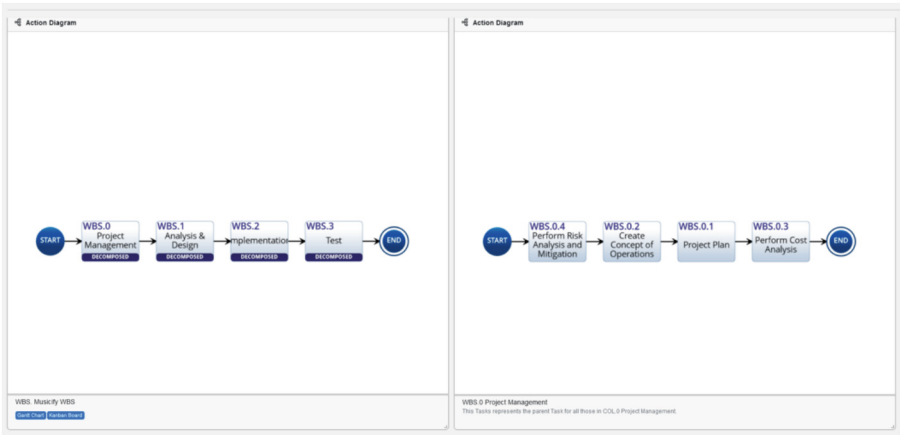 Action Diagram
START
WBS.0
Project
Management
DECOMPOSED
WBS.1
Analysis &
Design
DECOMPOSED
WBS.2
mplementation
DECOMPOSED
WBS.3
Test
DECOMPOSED
END
WBS. Musicify WBS
Gantt Chart Kanban Board
Action Diagram
START
WBS.0.4
Perform Risk
Analysis and
Mitigation
WBS.0.2
Create
Concept of
Operations
WBS.0.1
Project Plan
WBS.0.3
Perform Cost
Analysis
END
WBS.0 Project Management
This Tasks represents the parent Task for all those in COL.0 Project Management.